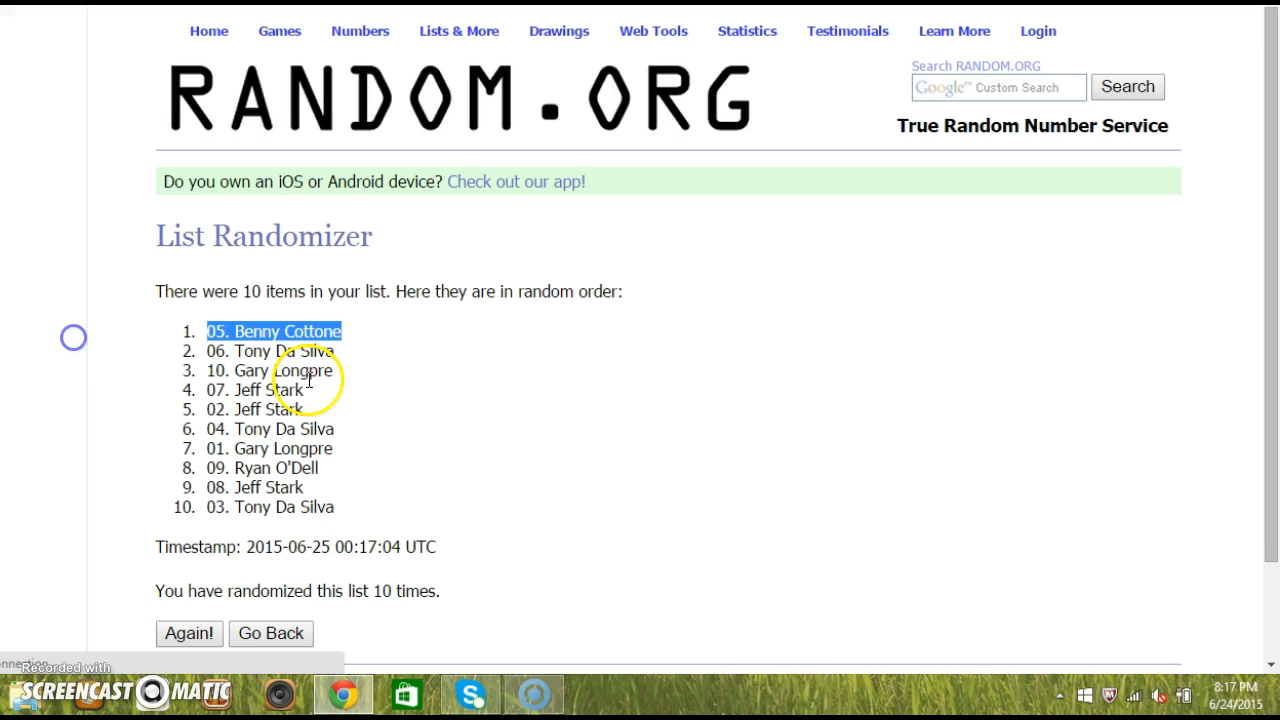 Home Games Numbers Lists & More Drawings Web Tools Statistics Testimonials Learn More Login
RANDOM.ORG
Search RANDOM.ORG
Google™ Custom Search Search
True Random Number Service
Do you own an iOS or Android device? Check out our app!
List Randomizer
There were 10 items in your list. Here they are in random order:
1. 05. Benny Cottone
2. 06. Tony Da Silva
3. 10. Gary Longpre
4. 07. Jeff Stark
5. 02. Jeff Stark
6. 04. Tony Da Silva
7. 01. Gary Longpre
8. 09. Ryan O'Dell
9. 08. Jeff Stark
10. 03. Tony Da Silva
Timestamp: 2015-06-25 00:17:04 UTC
You have randomized this list 10 times.
Again! Go Back
Recorded with
SCREENCAST MATIC
8:17 PM
6/24/2015